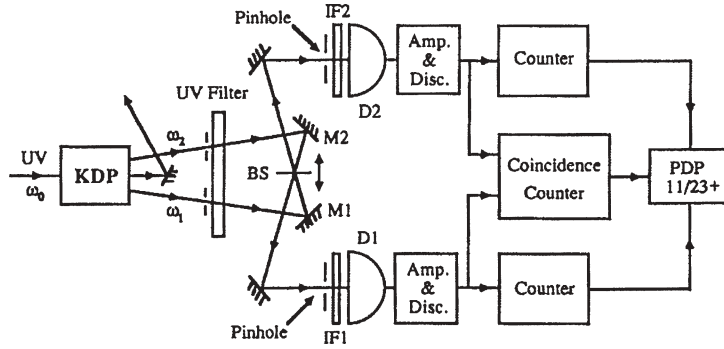 Pinhole
IF2
Amp.
&
Disc.
Counter
D2
UV Filter
ω₂
M2
UV
ω₀
KDP
BS
Coincidence
Counter
PDP
11/23+
ω₁
M1
D1
Amp.
&
Disc.
Counter
Pinhole
IF1